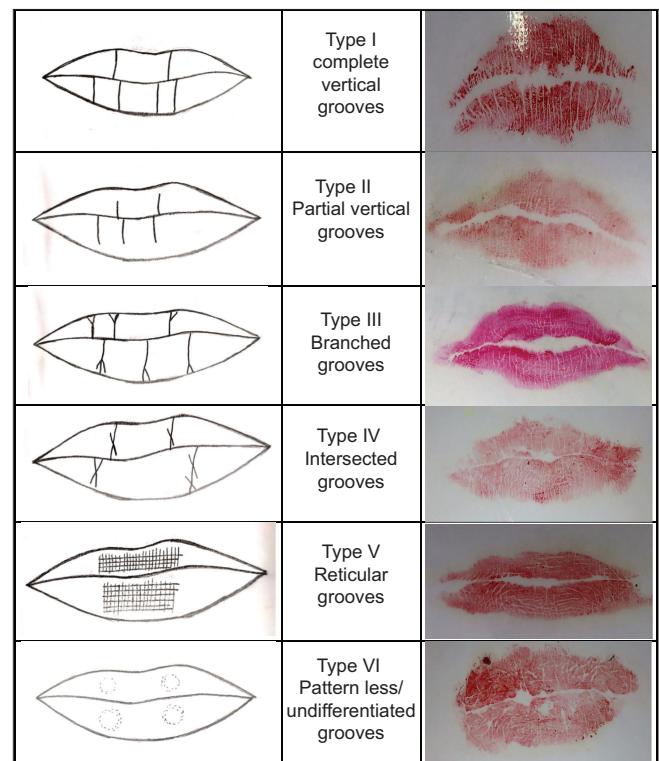 Type I
complete
vertical
grooves
Type II
Partial vertical
grooves
Type III
Branched
grooves
Type IV
Intersected
grooves
Type V
Reticular
grooves
Type VI
Pattern less/
undifferentiated
grooves